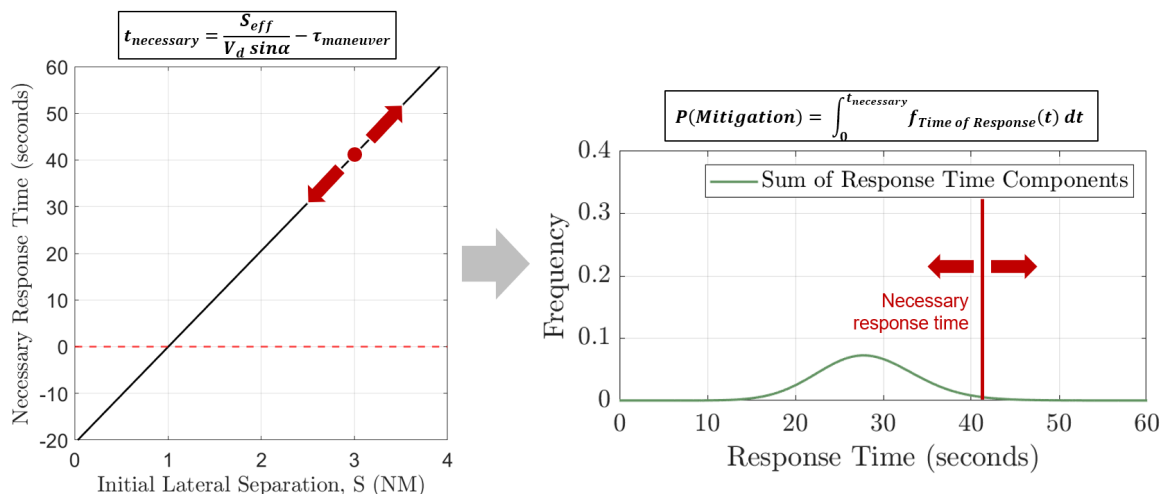 t_necessary = S_eff / (V_d sinα) − τ_maneuver
Necessary Response Time (seconds)
60
50
40
30
20
10
0
-10
-20
0 1 2 3 4
Initial Lateral Separation, S (NM)
P(Mitigation) = ∫_0^{t_necessary} f_{Time of Response}(t) dt
Frequency
0.4
0.3
0.2
0.1
0
Sum of Response Time Components
Necessary
response time
0 10 20 30 40 50 60
Response Time (seconds)